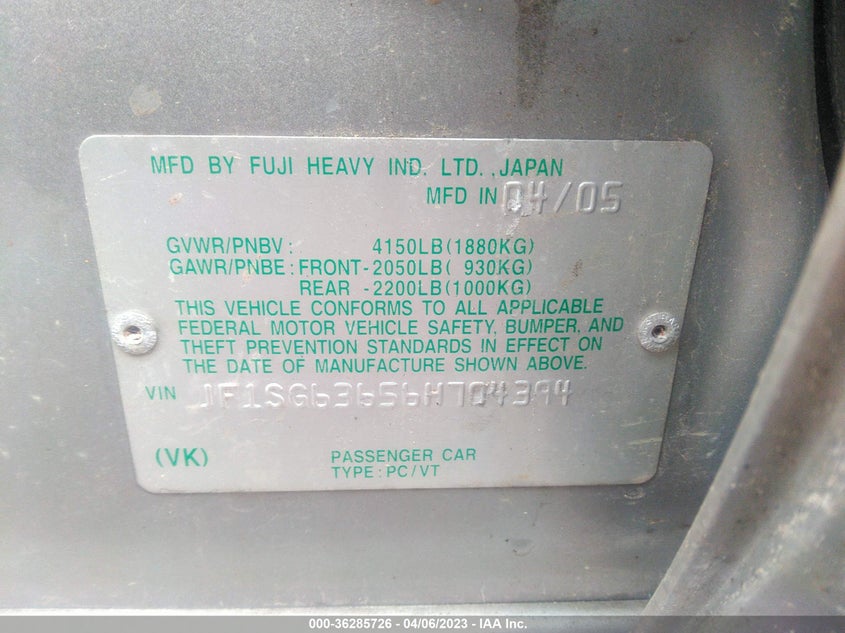 MFD BY FUJI HEAVY IND. LTD., JAPAN
MFD IN 04/05
GVWR/PNBV: 4150LB(1880KG)
GAWR/PNBE: FRONT-2050LB( 930KG)
REAR -2200LB(1000KG)
THIS VEHICLE CONFORMS TO ALL APPLICABLE
FEDERAL MOTOR VEHICLE SAFETY, BUMPER, AND
THEFT PREVENTION STANDARDS IN EFFECT ON
THE DATE OF MANUFACTURE SHOWN ABOVE.
VIN JF1SG63656H704394
(VK) PASSENGER CAR
TYPE: PC/VT
000-36285726 - 04/06/2023 - IAA Inc.